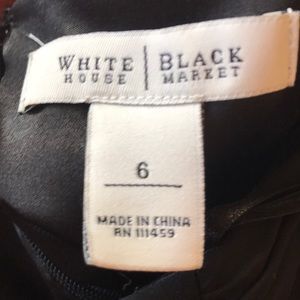 WHITE HOUSE | BLACK MARKET
6
MADE IN CHINA
RN 111459